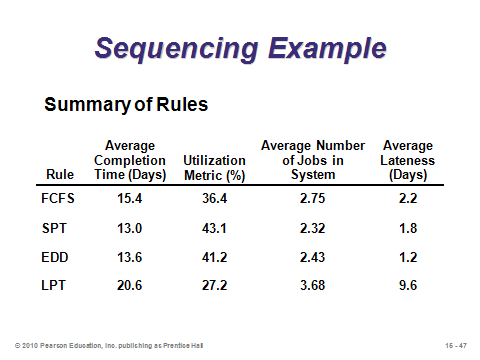 Sequencing Example
Summary of Rules
Rule Average Completion Time (Days) Utilization Metric (%) Average Number of Jobs in System Average Lateness (Days)
FCFS 15.4 36.4 2.75 2.2
SPT 13.0 43.1 2.32 1.8
EDD 13.6 41.2 2.43 1.2
LPT 20.6 27.2 3.68 9.6
© 2010 Pearson Education, Inc. publishing as Prentice Hall 15 - 47